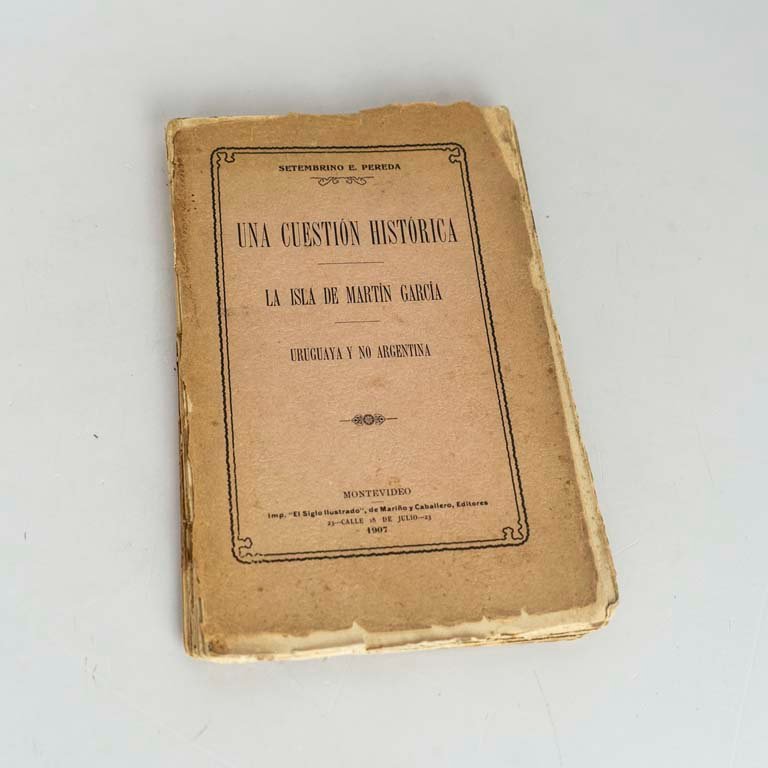 SETEMBRINO E. PEREDA
UNA CUESTIÓN HISTÓRICA
LA ISLA DE MARTÍN GARCÍA
URUGUAYA Y NO ARGENTINA
MONTEVIDEO
Imp. "El Siglo Ilustrado", de Mariño y Caballero, Editores
23—CALLE 18 DE JULIO—23
1907